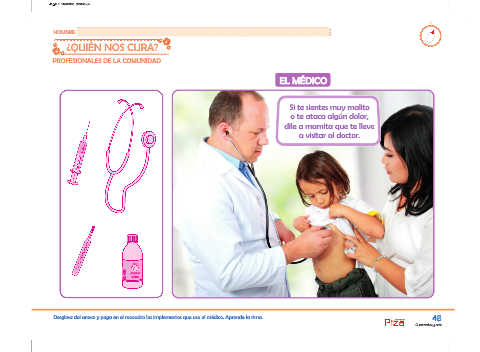 NOMBRE
¿QUIÉN NOS CURA?
PROFESIONALES DE LA COMUNIDAD
EL MÉDICO
Si te sientes muy malito
o te ataca algún dolor,
dile a mamita que te lleve
a visitar al doctor.
Desglosa del anexo y pega en el recuadro los implementos que usa el médico. Aprende la rima.
Piza
48